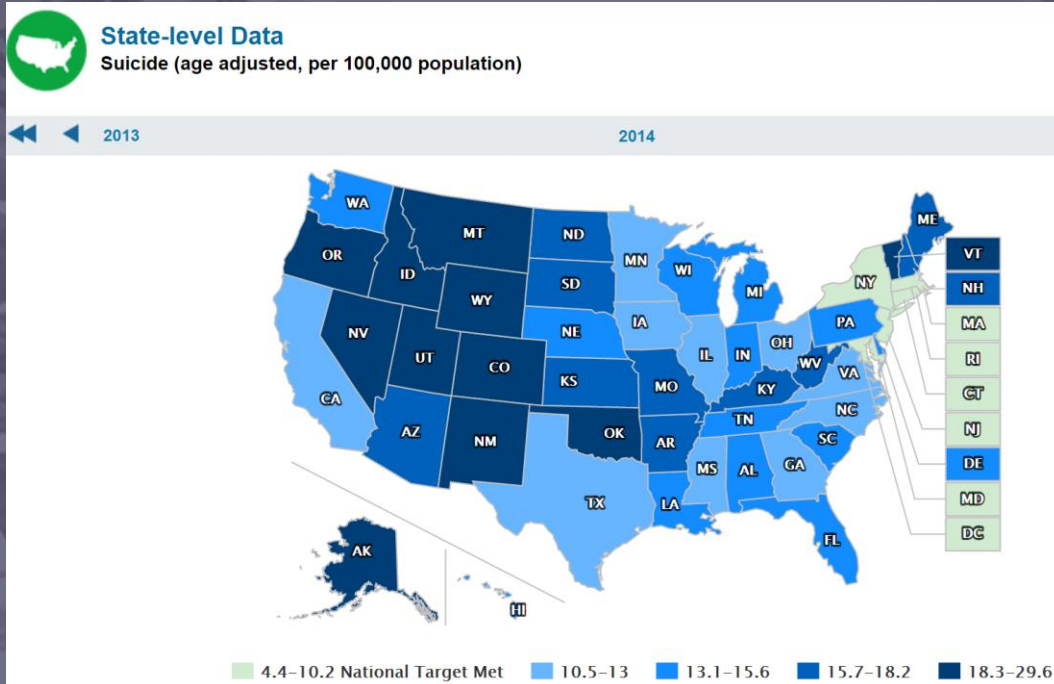 State-level Data
Suicide (age adjusted, per 100,000 population)
2013 2014
WA
MT
ND
MN
ME
OR
ID
WY
SD
WI
MI
NY
VT
NH
MA
RI
CT
NJ
DE
MD
DC
NV
UT
CO
NE
IA
IL
IN
OH
PA
CA
AZ
NM
KS
MO
KY
WV
VA
OK
AR
TN
NC
SC
TX
LA
MS
AL
GA
FL
AK
HI
4.4–10.2 National Target Met 10.5–13 13.1–15.6 15.7–18.2 18.3–29.6